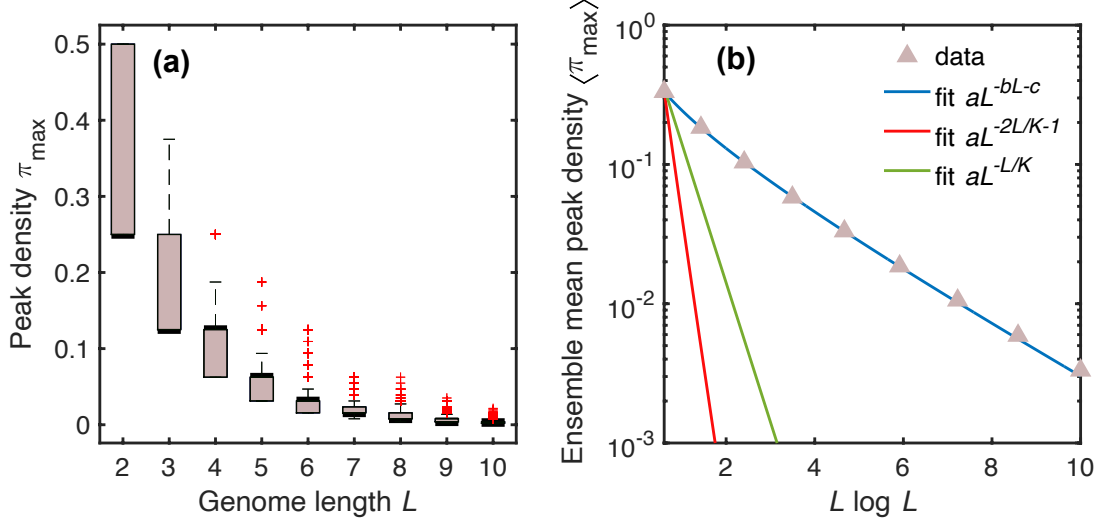 (a)
Peak density π_max
0.5
0.4
0.3
0.2
0.1
0
2 3 4 5 6 7 8 9 10
Genome length L
(b)
Ensemble mean peak density ⟨π_max⟩
10^0
10^-1
10^-2
10^-3
2 4 6 8 10
L log L
data
fit aL^-bL-c
fit aL^-2L/K-1
fit aL^-L/K